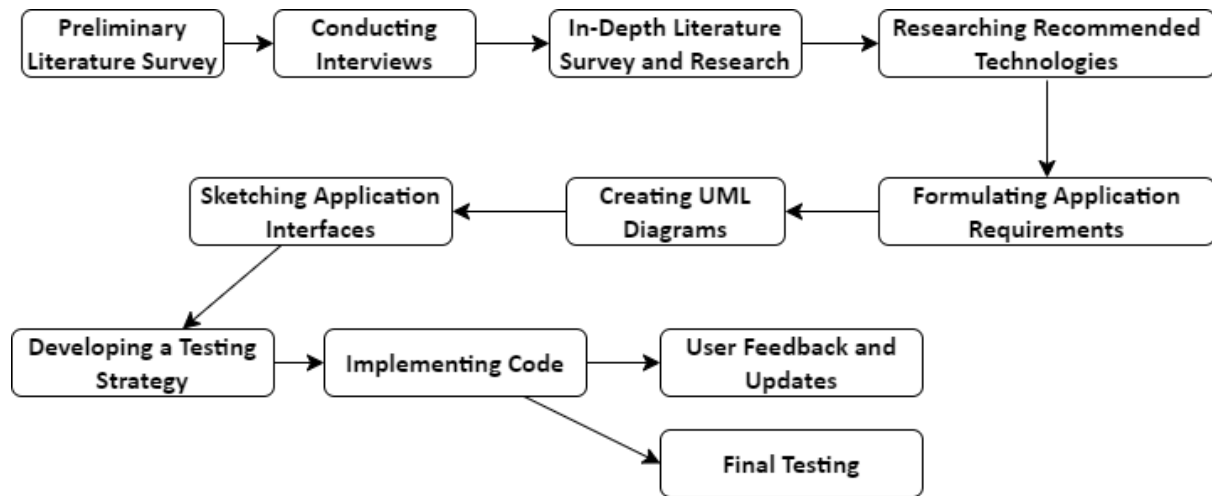 Preliminary
Literature Survey
Conducting
Interviews
In-Depth Literature
Survey and Research
Researching Recommended
Technologies
Formulating Application
Requirements
Creating UML
Diagrams
Sketching Application
Interfaces
Developing a Testing
Strategy
Implementing Code
User Feedback and
Updates
Final Testing